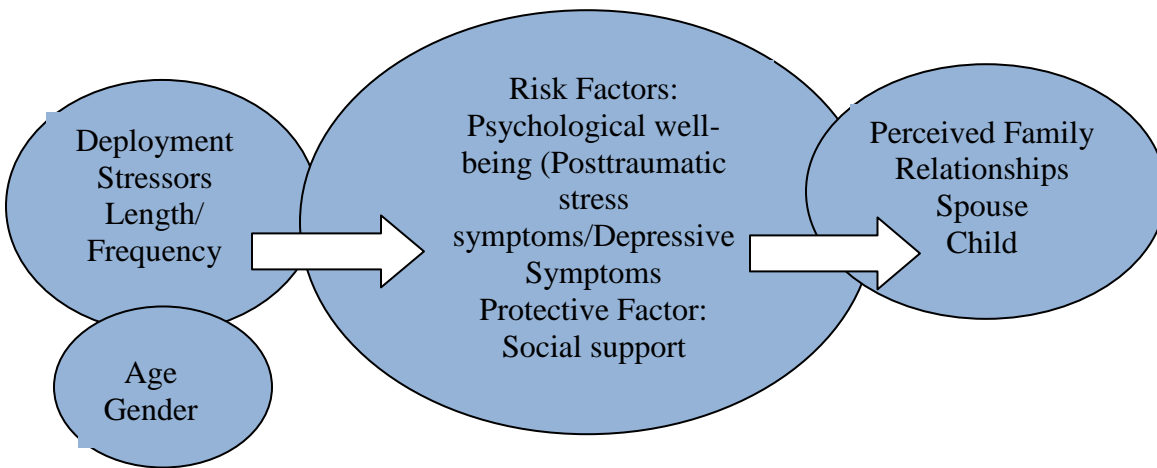 Deployment
Stressors
Length/
Frequency
Age
Gender
Risk Factors:
Psychological well-
being (Posttraumatic
stress
symptoms/Depressive
Symptoms
Protective Factor:
Social support
Perceived Family
Relationships
Spouse
Child